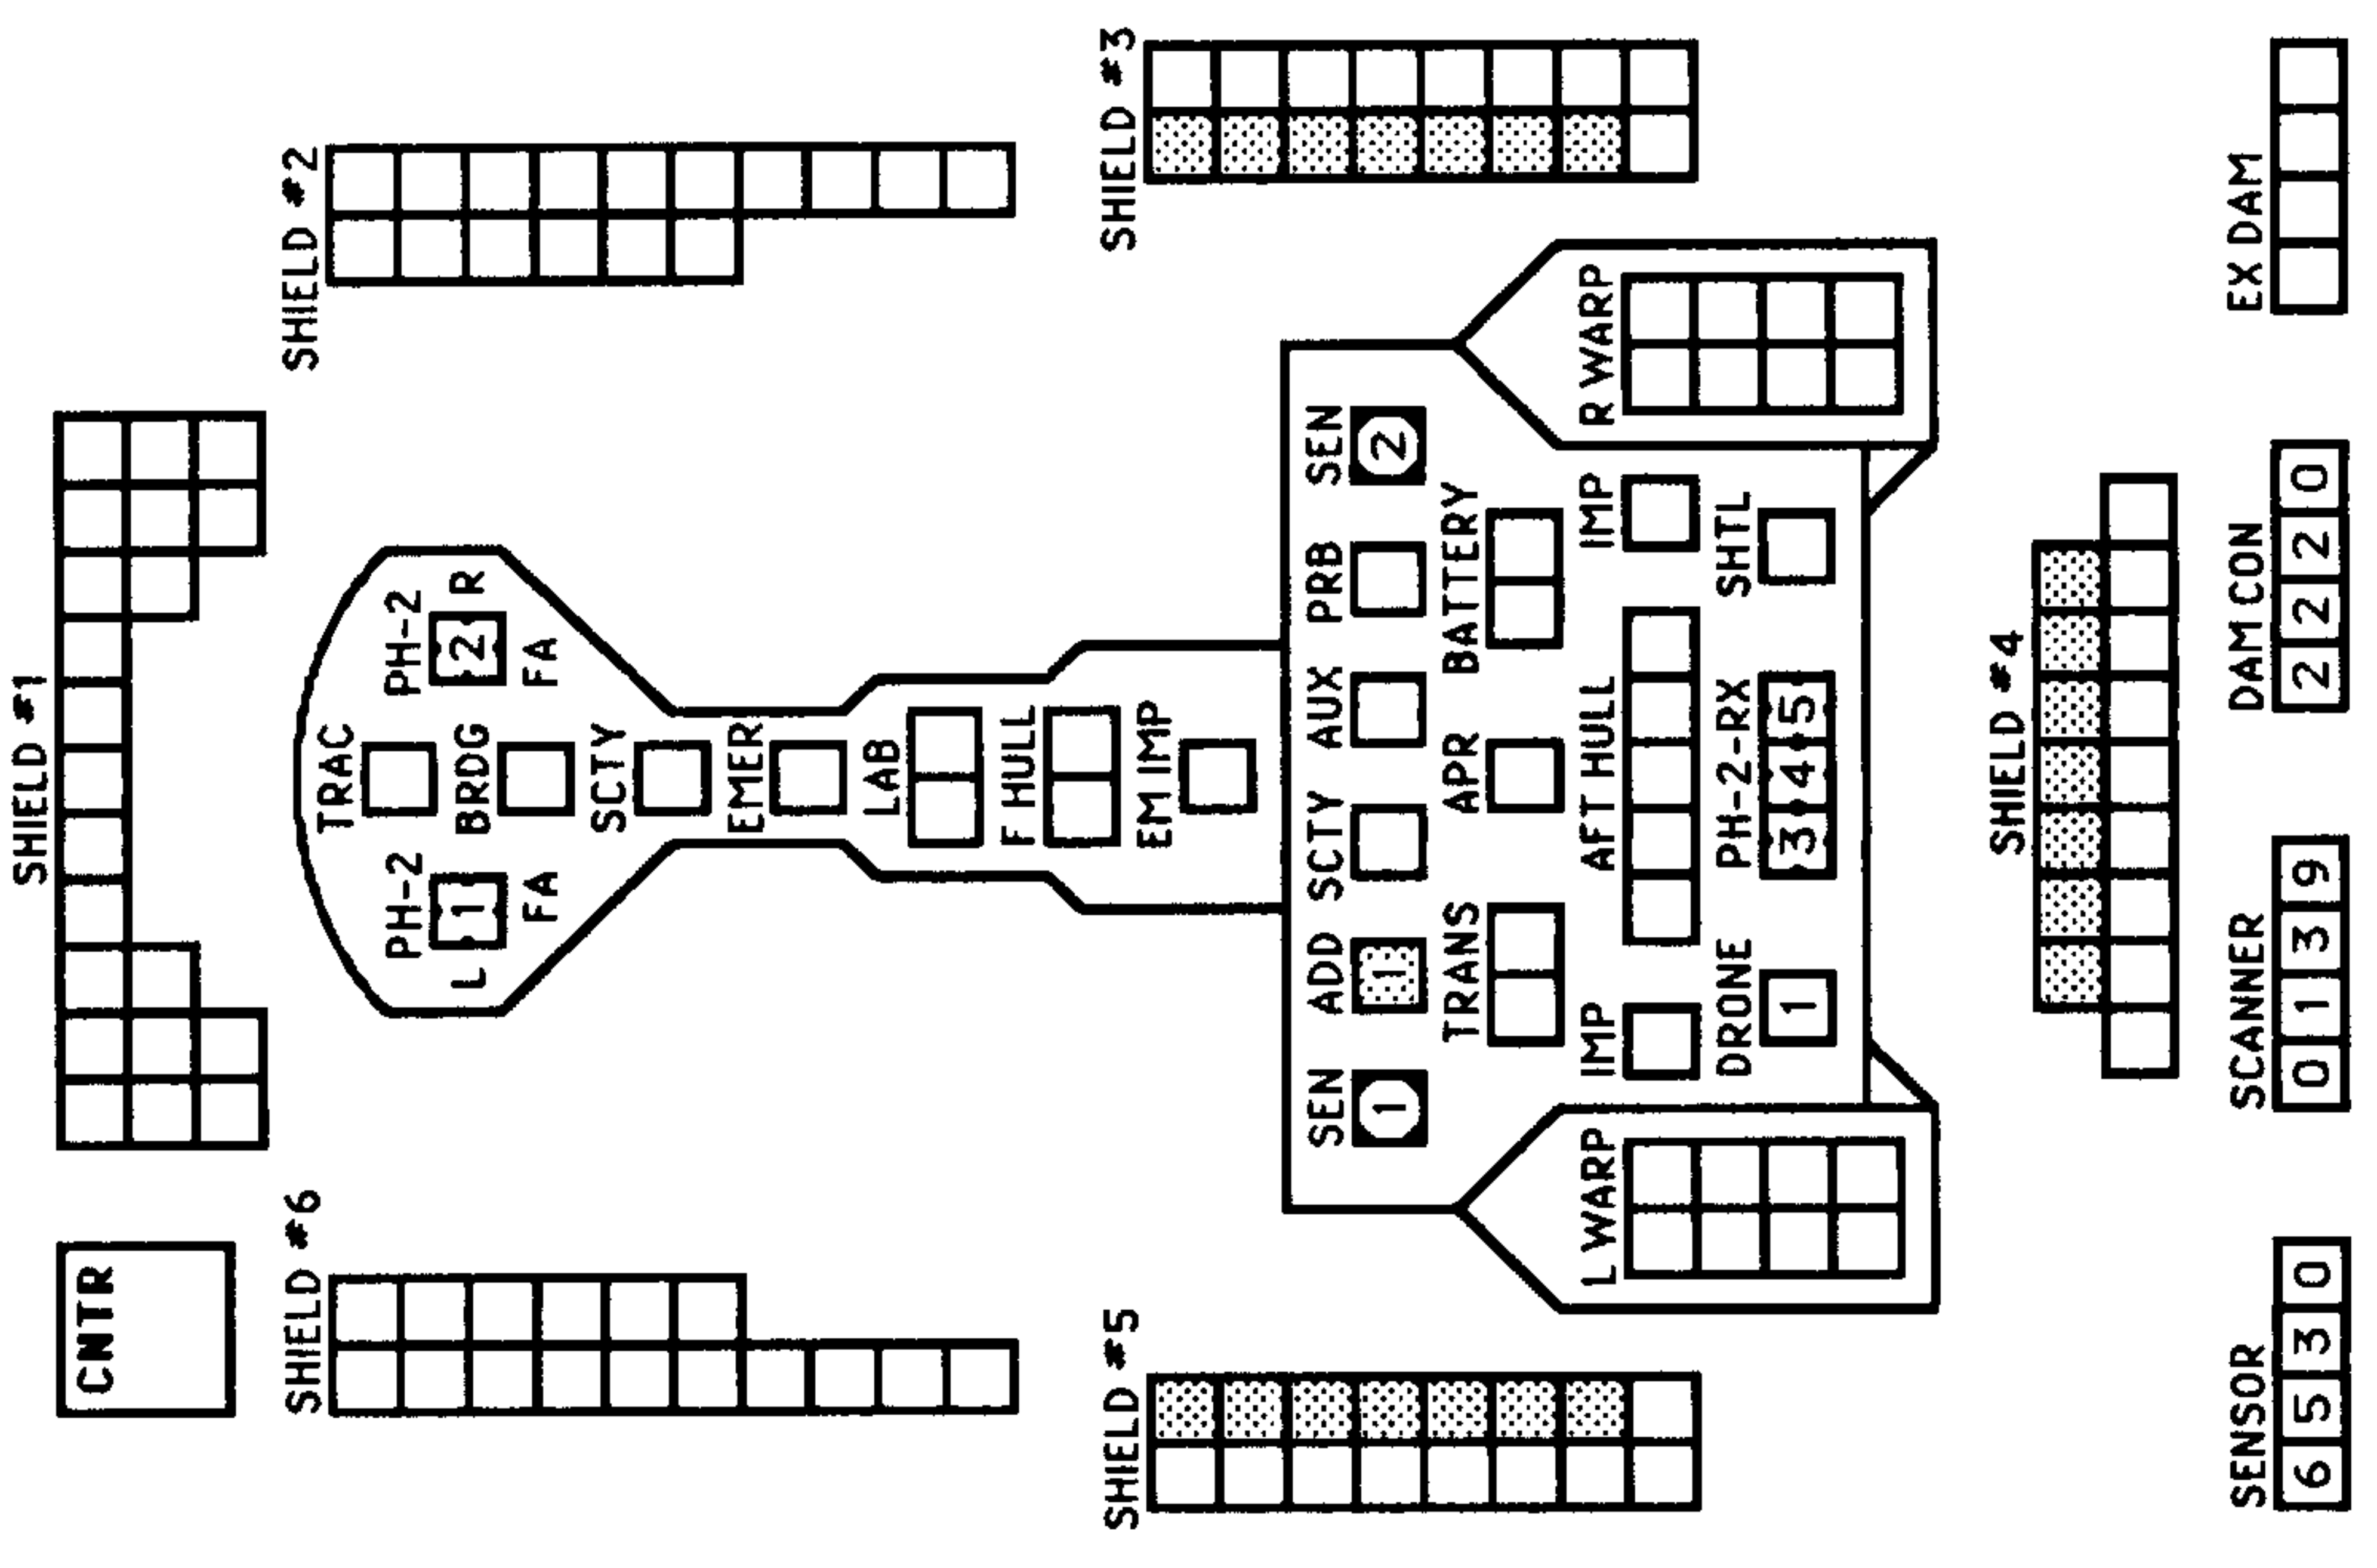 SHIELD #1
CNTR
SHIELD #6
SHIELD #2
TRAC
PH-2
PH-2
L
1
2
R
FA
FA
BRDG
SCTY
EMER
LAB
F HULL
EM IMP
SHIELD #5
SHIELD #3
SEN
ADD
SCTY
AUX
PRB
SEN
1
1
2
TRANS
APR
BATTERY
L WARP
IMP
AFT HULL
IMP
R WARP
DRONE
PH-2-RX
SHTL
1
3 4 5
SHIELD #4
SENSOR
SCANNER
DAM CON
EX DAM
6 5 3 0
0 1 3 9
2 2 2 0